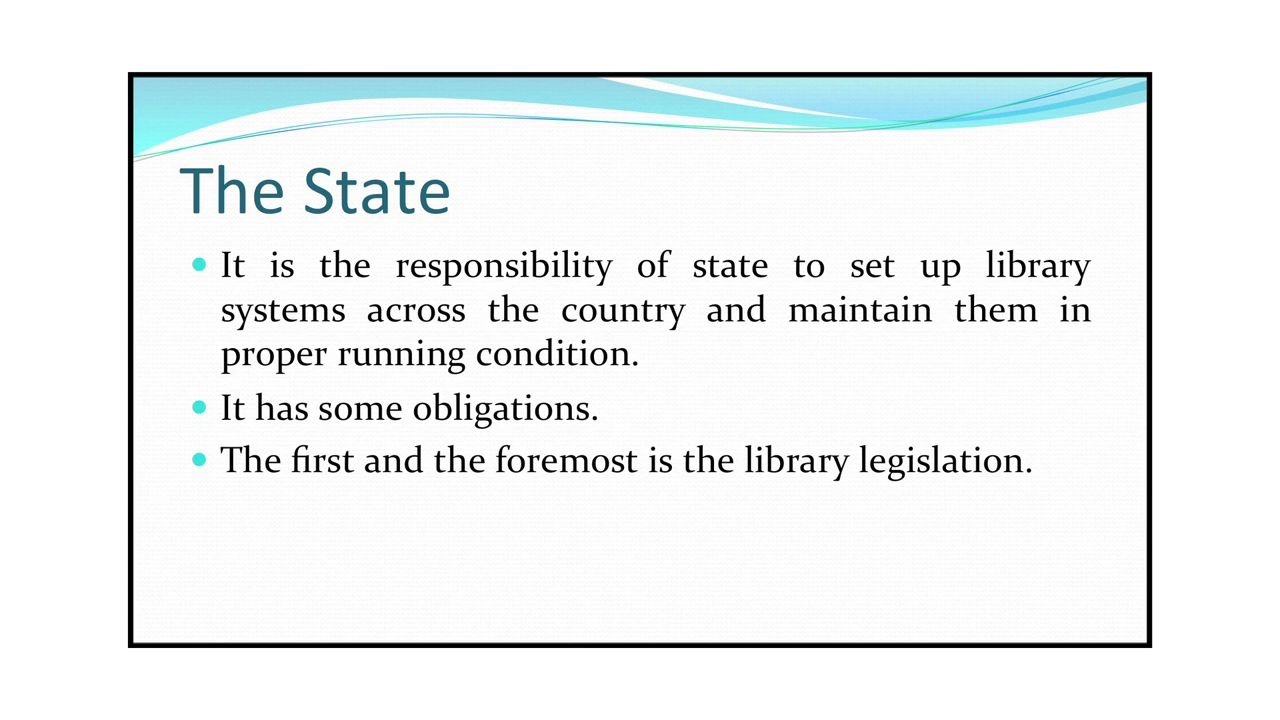 The State
• It is the responsibility of state to set up library
systems across the country and maintain them in
proper running condition.
• It has some obligations.
• The first and the foremost is the library legislation.